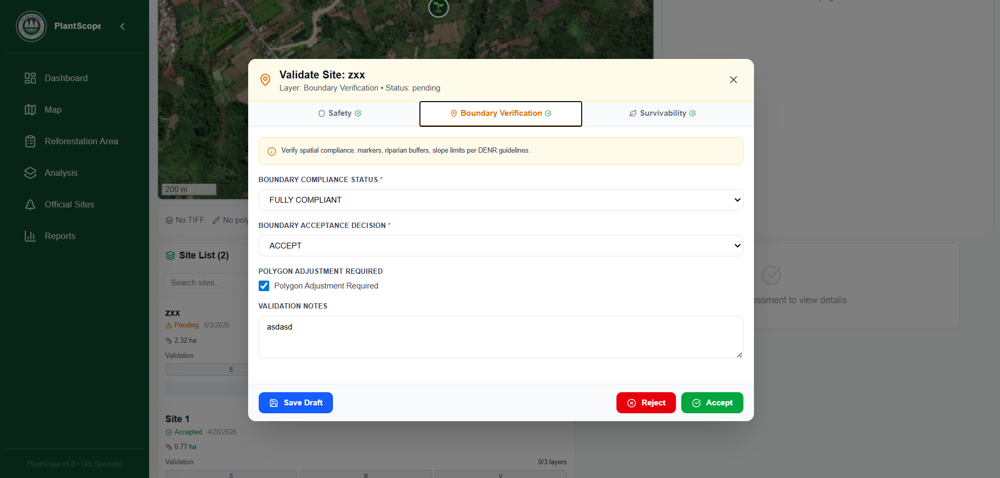 PlantScope
Dashboard
Map
Reforestation Area
Analysis
Official Sites
Reports
PlantScope v1.0 • GIS Specialist
200 m
No TIFF No poly
Site List (2)
Search sites...
zxx
Pending 5/3/2026
2.32 ha
Validation
S
Site 1
Accepted 4/28/2026
0.77 ha
Validation
0/3 layers
S B V
Validate Site: zxx
Layer: Boundary Verification • Status: pending
Safety
Boundary Verification
Survivability
Verify spatial compliance: markers, riparian buffers, slope limits per DENR guidelines.
BOUNDARY COMPLIANCE STATUS *
FULLY COMPLIANT
BOUNDARY ACCEPTANCE DECISION *
ACCEPT
POLYGON ADJUSTMENT REQUIRED
Polygon Adjustment Required
VALIDATION NOTES
asdasd
Save Draft
Reject
Accept
essment to view details